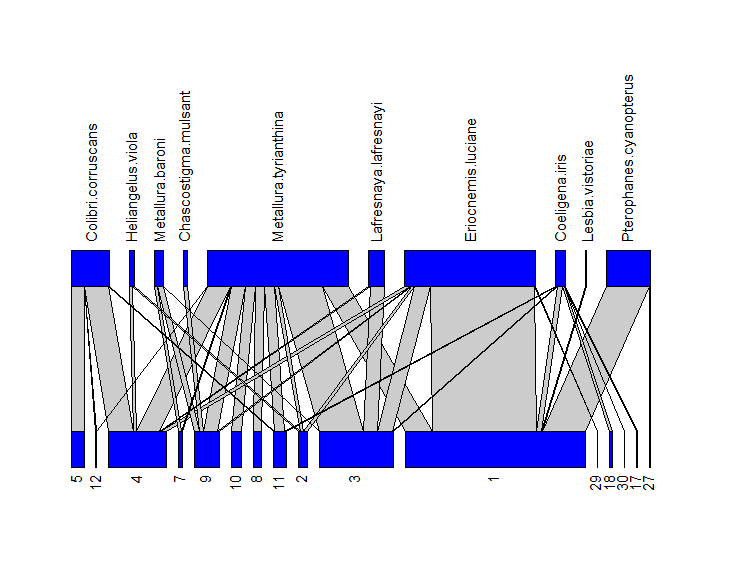 Colibri.corruscans
Heliangelus.viola
Metallura.baroni
Chascostigma.mulsant
Metallura.tyrianthina
Lafresnaya.lafresnayi
Eriocnemis.luciane
Coeligena.iris
Lesbia.vistoriae
Pterophanes.cyanopterus
5
12
4
7
9
10
8
11
2
3
1
29
18
30
17
27